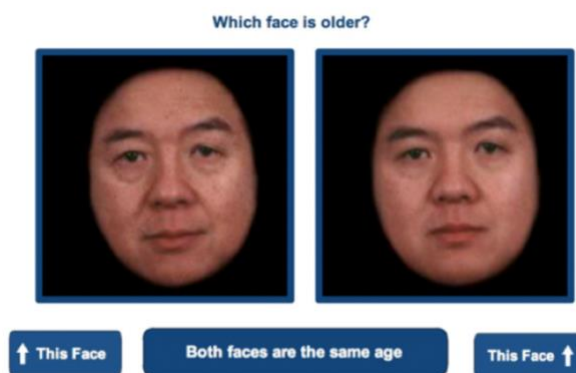 Which face is older?
This Face
Both faces are the same age
This Face